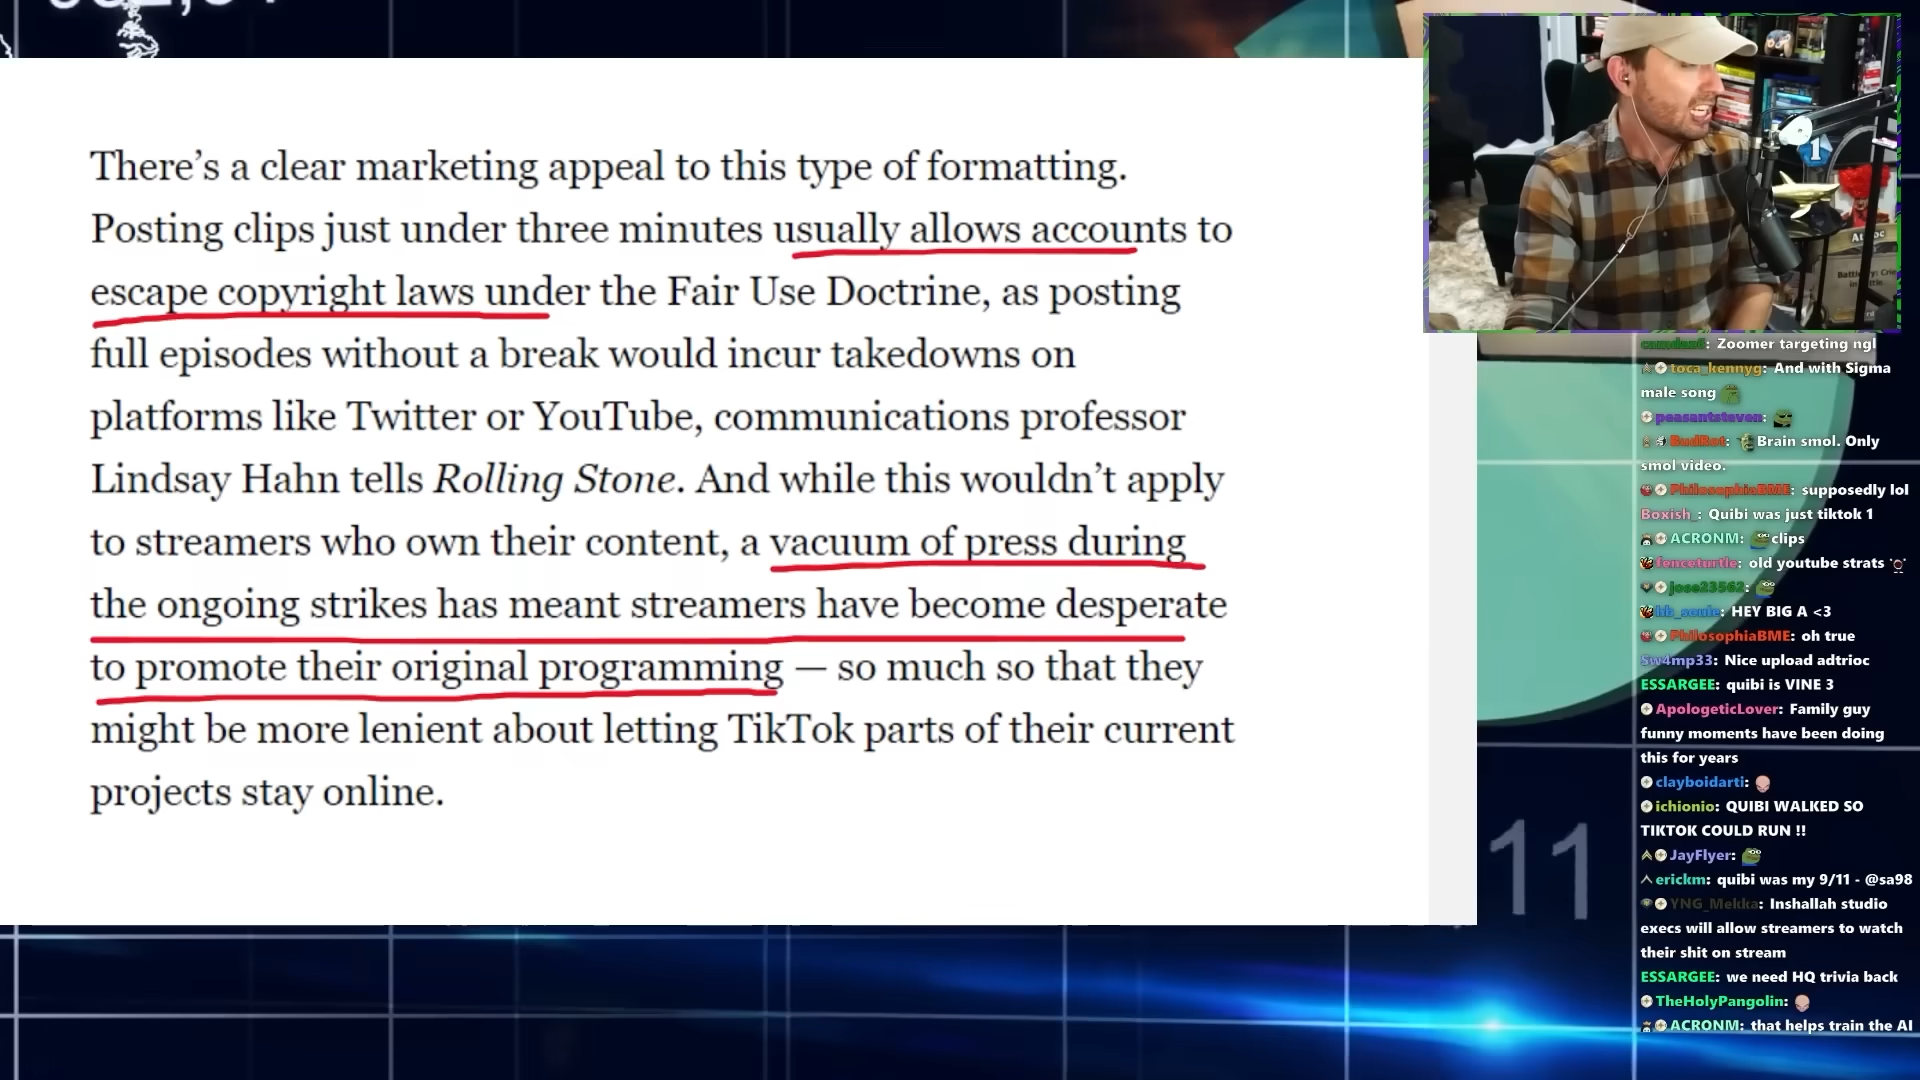 There’s a clear marketing appeal to this type of formatting.
Posting clips just under three minutes usually allows accounts to
escape copyright laws under the Fair Use Doctrine, as posting
full episodes without a break would incur takedowns on
platforms like Twitter or YouTube, communications professor
Lindsay Hahn tells Rolling Stone. And while this wouldn’t apply
to streamers who own their content, a vacuum of press during
the ongoing strikes has meant streamers have become desperate
to promote their original programming — so much so that they
might be more lenient about letting TikTok parts of their current
projects stay online.
11
1
: Zoomer targeting ngl
toca_kennyg: And with Sigma
male song
peasantsteven:
BudBot: Brain smol. Only
smol video.
PhilosophiaBME: supposedly lol
Boxish_: Quibi was just tiktok 1
ACRONM: clips
fenceturtle: old youtube strats
jose23562:
hb_soule: HEY BIG A <3
PhilosophiaBME: oh true
Sw4mp33: Nice upload adtrioc
ESSARGEE: quibi is VINE 3
ApologeticLover: Family guy
funny moments have been doing
this for years
clayboidarti:
ichionio: QUIBI WALKED SO
TIKTOK COULD RUN !!
JayFlyer:
erickm: quibi was my 9/11 - @sa98
YNG_Mekka: Inshallah studio
execs will allow streamers to watch
their shit on stream
ESSARGEE: we need HQ trivia back
TheHolyPangolin:
ACRONM: that helps train the AI